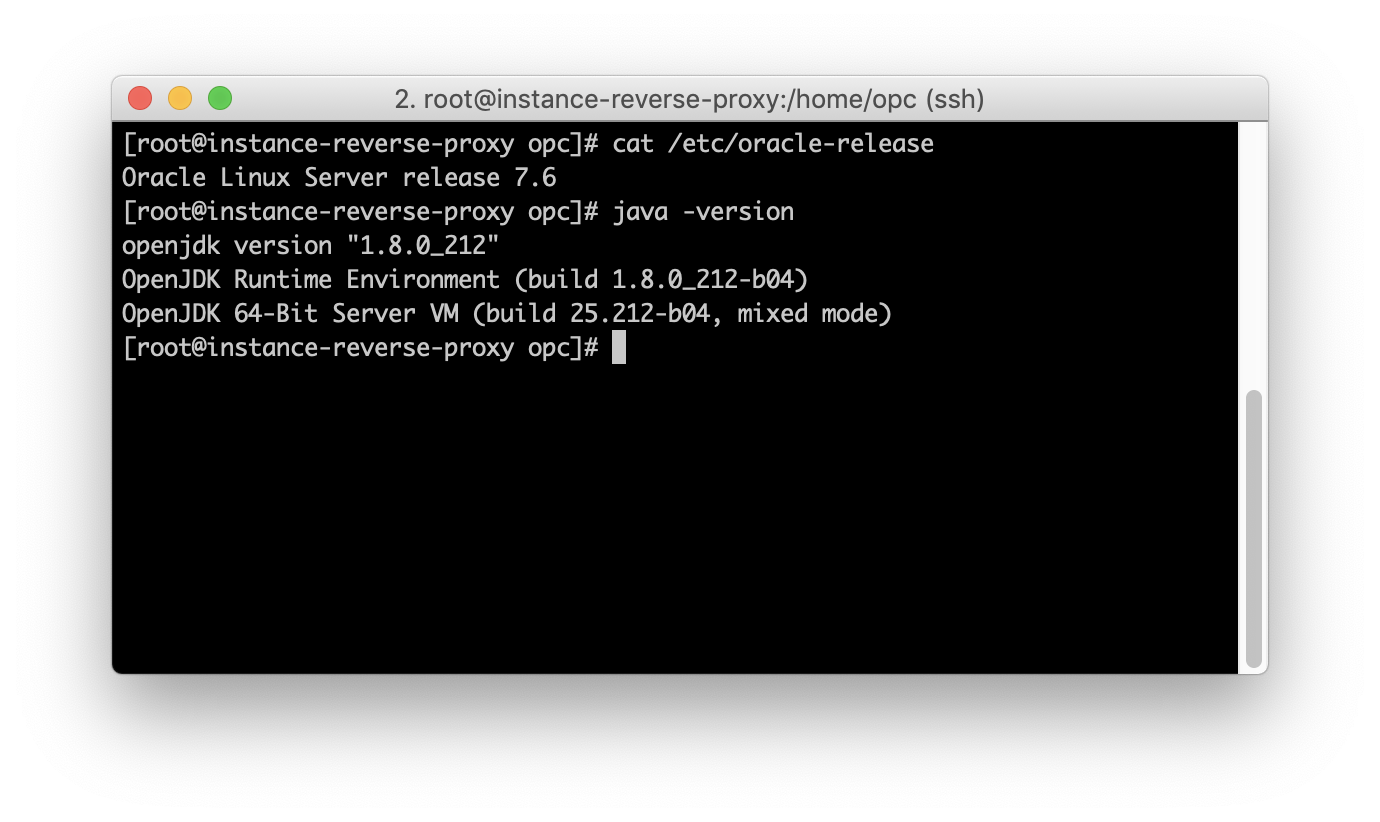 2. root@instance-reverse-proxy:/home/opc (ssh)
[root@instance-reverse-proxy opc]# cat /etc/oracle-release
Oracle Linux Server release 7.6
[root@instance-reverse-proxy opc]# java -version
openjdk version "1.8.0_212"
OpenJDK Runtime Environment (build 1.8.0_212-b04)
OpenJDK 64-Bit Server VM (build 25.212-b04, mixed mode)
[root@instance-reverse-proxy opc]#